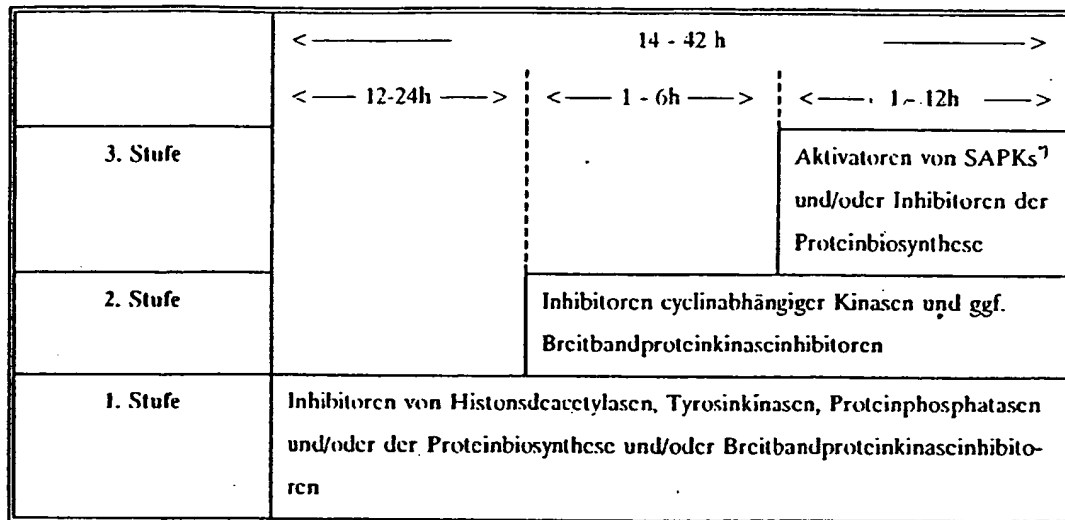 <———— 14 - 42 h ————>
<—— 12-24h ——> <—— 1 - 6h ——> <—— 1 - 12h ——>
3. Stufe
Aktivatoren von SAPKs⁷⁾
und/oder Inhibitoren der
Proteinbiosynthese
2. Stufe
Inhibitoren cyclinabhängiger Kinasen und ggf.
Breitbandproteinkinaseinhibitoren
1. Stufe
Inhibitoren von Histonsdeacetylasen, Tyrosinkinasen, Proteinphosphatasen
und/oder der Proteinbiosynthese und/oder Breitbandproteinkinaseinhibito-
ren